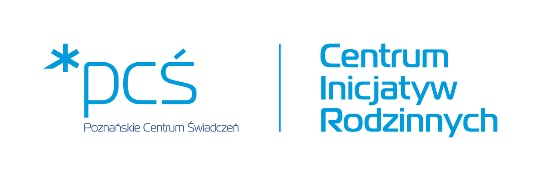 *pcś
Poznańskie Centrum Świadczeń
Centrum
Inicjatyw
Rodzinnych